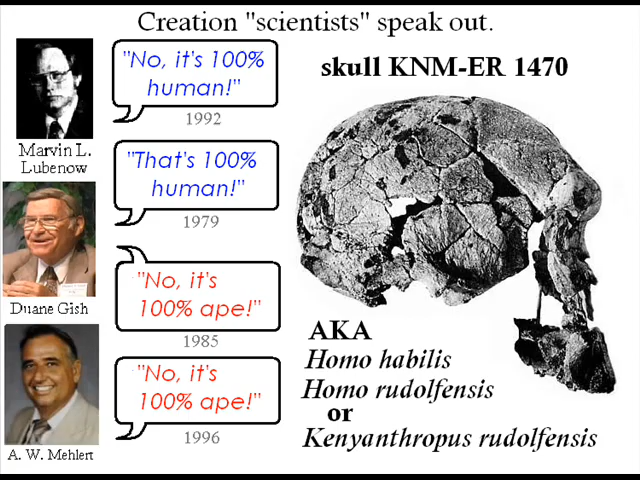 Creation "scientists" speak out.
"No, it's 100%
human!"
1992
Marvin L.
Lubenow
"That's 100%
human!"
1979
"No, it's
100% ape!"
1985
Duane Gish
"No, it's
100% ape!"
1996
A. W. Mehlert
skull KNM-ER 1470
AKA
Homo habilis
Homo rudolfensis
or
Kenyanthropus rudolfensis